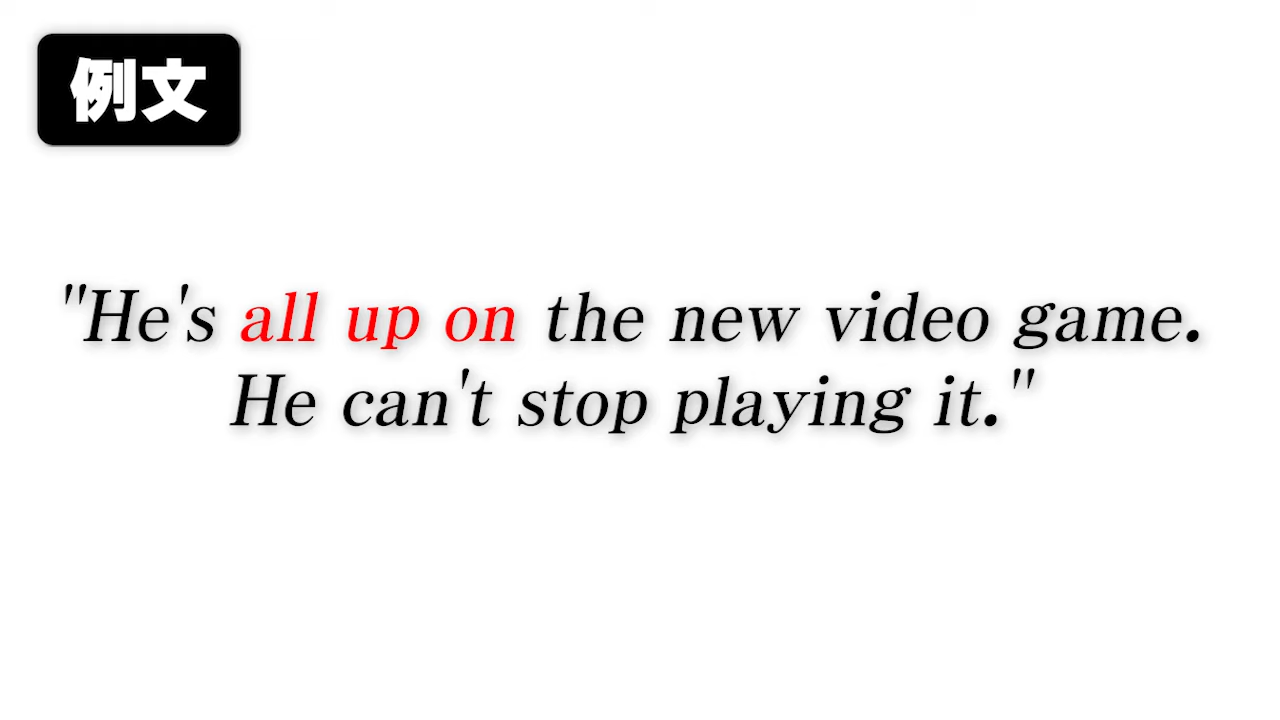 例文
"He's all up on the new video game.
He can't stop playing it."